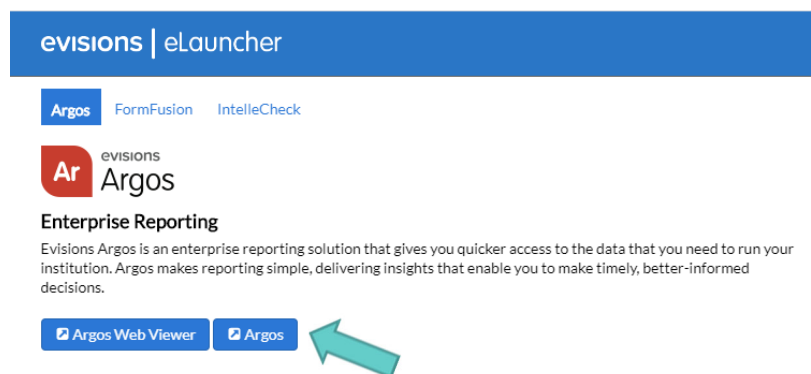 evisions | eLauncher
Argos FormFusion IntelleCheck
Ar
evisions
Argos
Enterprise Reporting
Evisions Argos is an enterprise reporting solution that gives you quicker access to the data that you need to run your
institution. Argos makes reporting simple, delivering insights that enable you to make timely, better-informed
decisions.
Argos Web Viewer Argos